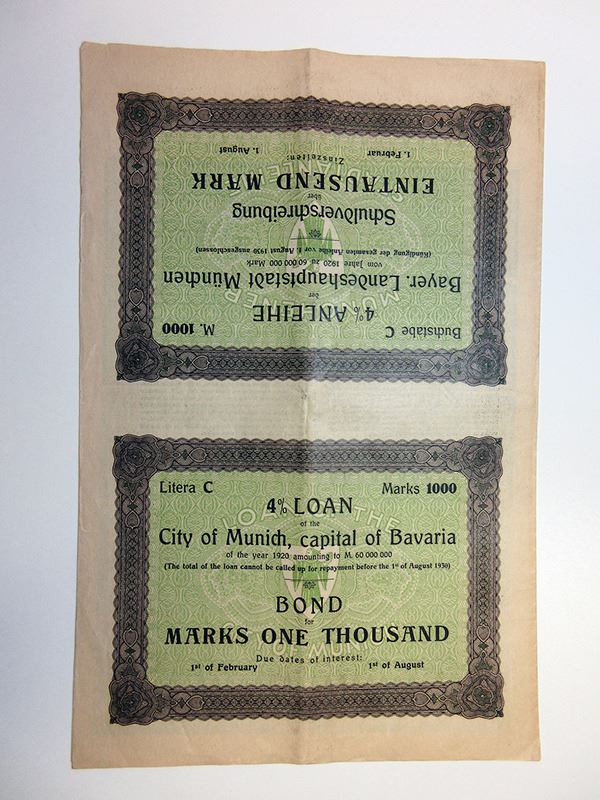 Buchstabe C
M. 1000
4% ANLEIHE
der
Bayer. Landeshauptstadt München
vom Jahre 1920 zu 60 000 000 Mark
(Kündigung der gesamten Anleihe vor 1. August 1930 ausgeschlossen)
Schuldverschreibung
über
EINTAUSEND MARK
Zinszeiten:
1. Februar
1. August
Litera C
Marks 1000
4% LOAN
of the
City of Munich, capital of Bavaria
of the year 1920 amounting to M. 60 000 000
(The total of the loan cannot be called up for repayment before the 1st of August 1930)
BOND
for
MARKS ONE THOUSAND
Due dates of interest:
1st of February
1st of August